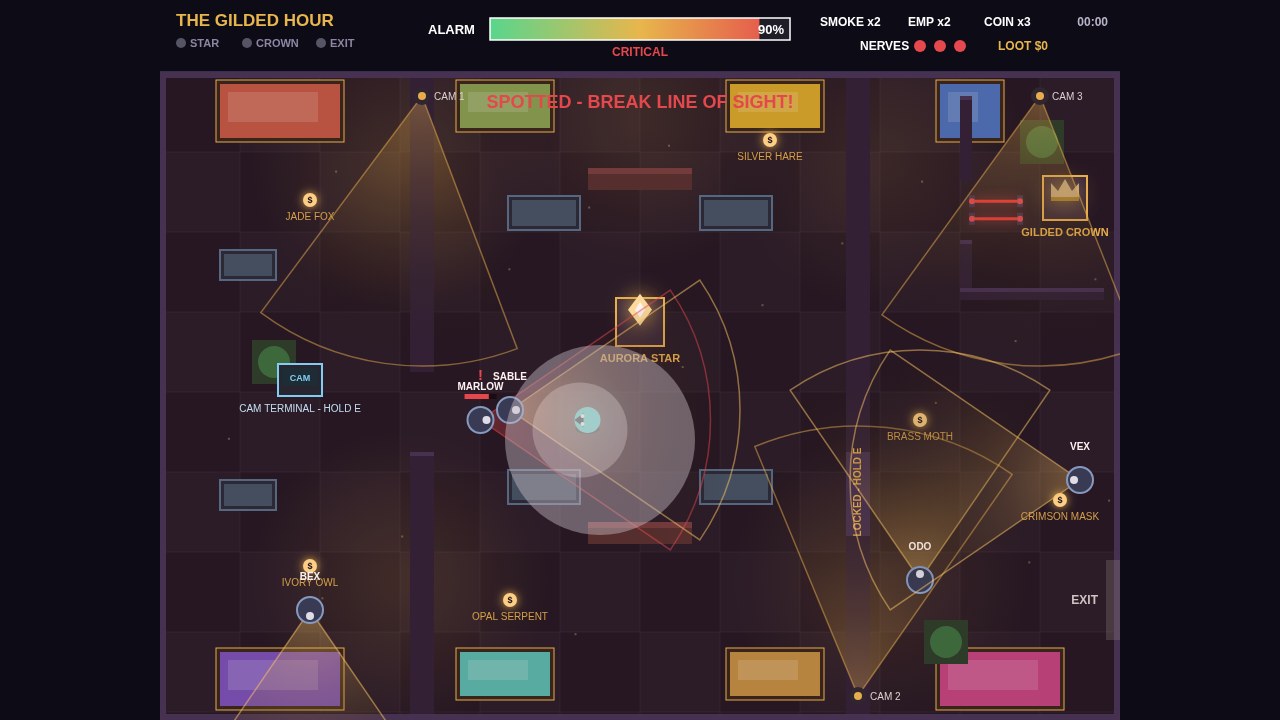 THE GILDED HOUR
STAR CROWN EXIT
ALARM 90%
CRITICAL
SMOKE x2 EMP x2 COIN x3 00:00
NERVES LOOT $0
CAM 1
SPOTTED - BREAK LINE OF SIGHT!
CAM 3
$
SILVER HARE
$
JADE FOX
GILDED CROWN
AURORA STAR
!
SABLE
MARLOW
CAM
CAM TERMINAL - HOLD E
$
BRASS MOTH
VEX
LOCKED - HOLD E
$
CRIMSON MASK
ODO
$
BEX
IVORY OWL
$
OPAL SERPENT
EXIT
CAM 2